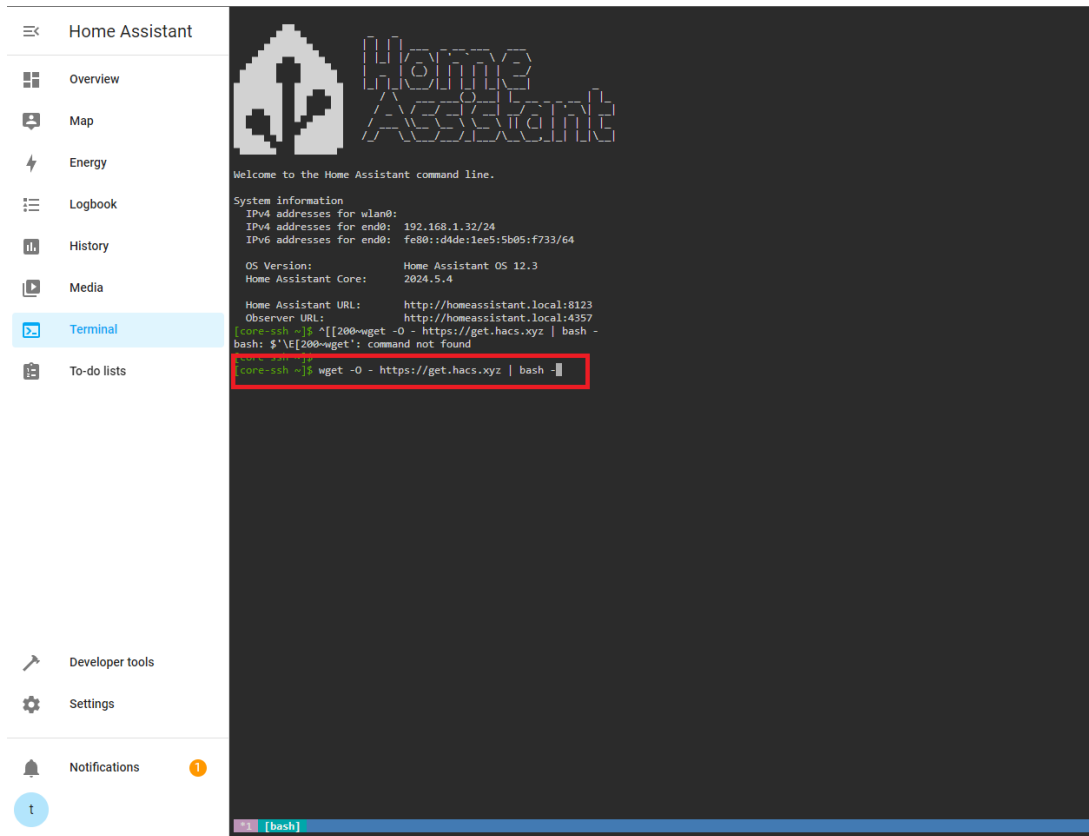 Home Assistant
Overview
Map
Energy
Logbook
History
Media
Terminal
To-do lists
Developer tools
Settings
Notifications
1
t
Home
Assistant
Welcome to the Home Assistant command line.
System information
IPv4 addresses for wlan0:
IPv4 addresses for end0: 192.168.1.32/24
IPv6 addresses for end0: fe80::d4de:1ee5:5b05:f733/64
OS Version: Home Assistant OS 12.3
Home Assistant Core: 2024.5.4
Home Assistant URL: http://homeassistant.local:8123
Observer URL: http://homeassistant.local:4357
[core-ssh ~]$ ^[[200~wget -O - https://get.hacs.xyz | bash -
bash: $'\E[200~wget': command not found
[core-ssh ~]$
[core-ssh ~]$ wget -O - https://get.hacs.xyz | bash -
*1 [bash]